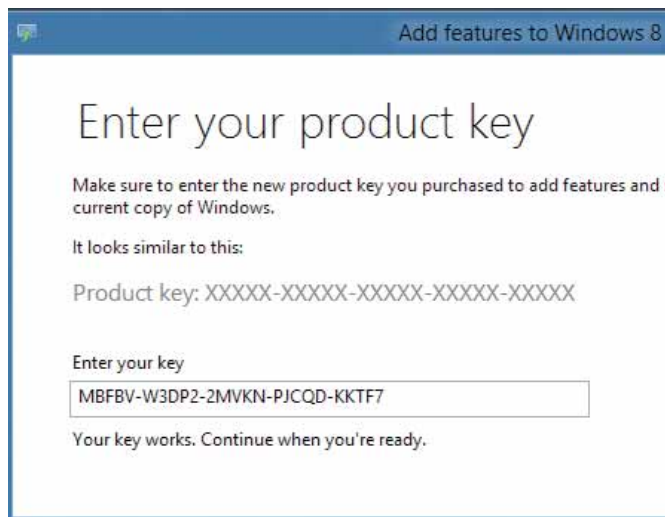 Add features to Windows 8
Enter your product key
Make sure to enter the new product key you purchased to add features and
current copy of Windows.
It looks similar to this:
Product key: XXXXX-XXXXX-XXXXX-XXXXX-XXXXX
Enter your key
MBFBV-W3DP2-2MVKN-PJCQD-KKTF7
Your key works. Continue when you're ready.